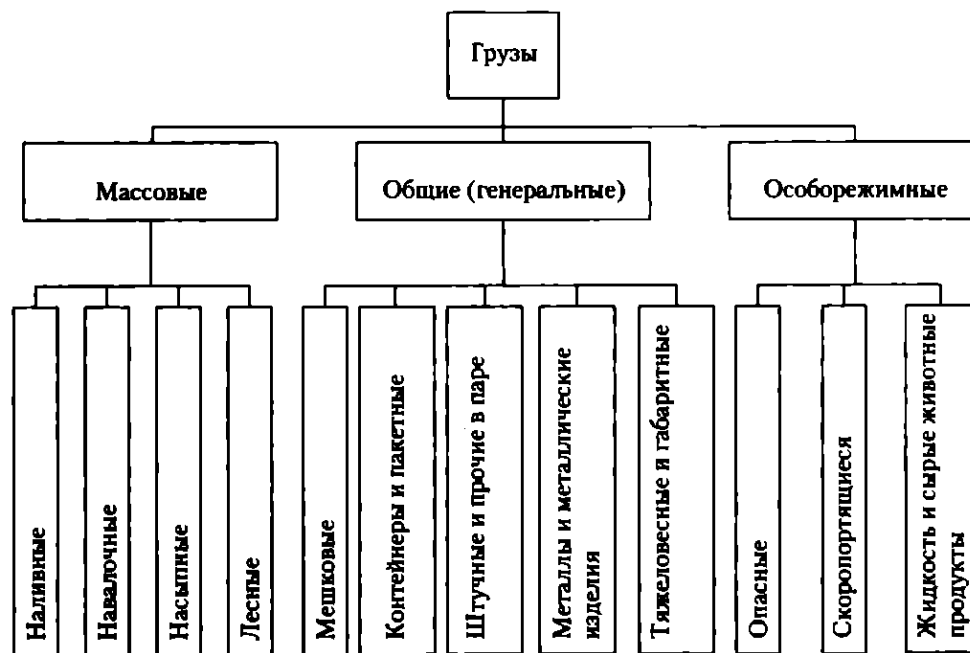 Грузы
Массовые
Общие (генеральные)
Особорежимные
Наливные
Навалочные
Насыпные
Лесные
Мешковые
Контейнеры и пакетные
Штучные и прочие в паре
Металлы и металлические
изделия
Тяжеловесные и габаритные
Опасные
Скоропортящиеся
Жидкость и сырые животные
продукты